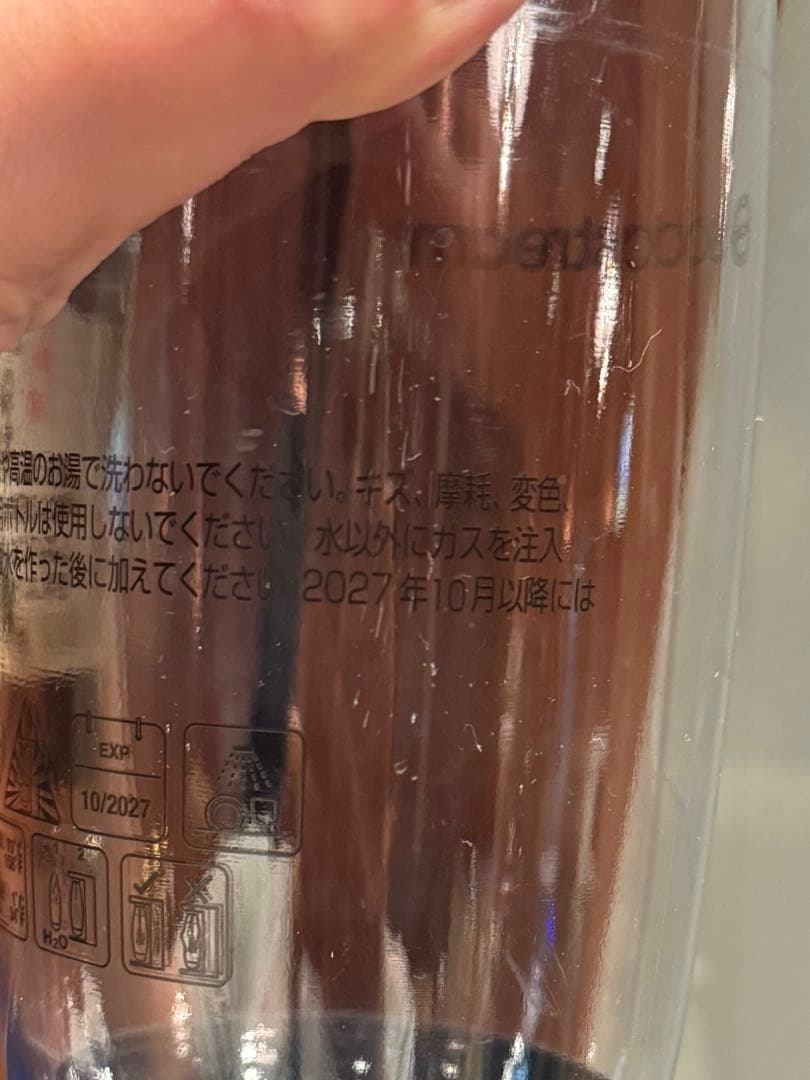 sodastream
や高温のお湯で洗わないでください。キズ、摩耗、変色、
ボトルは使用しないでください 水以外にガスを注入
水を作った後に加えてください 2027年10月以降には
EXP
10/2027
2
H₂O